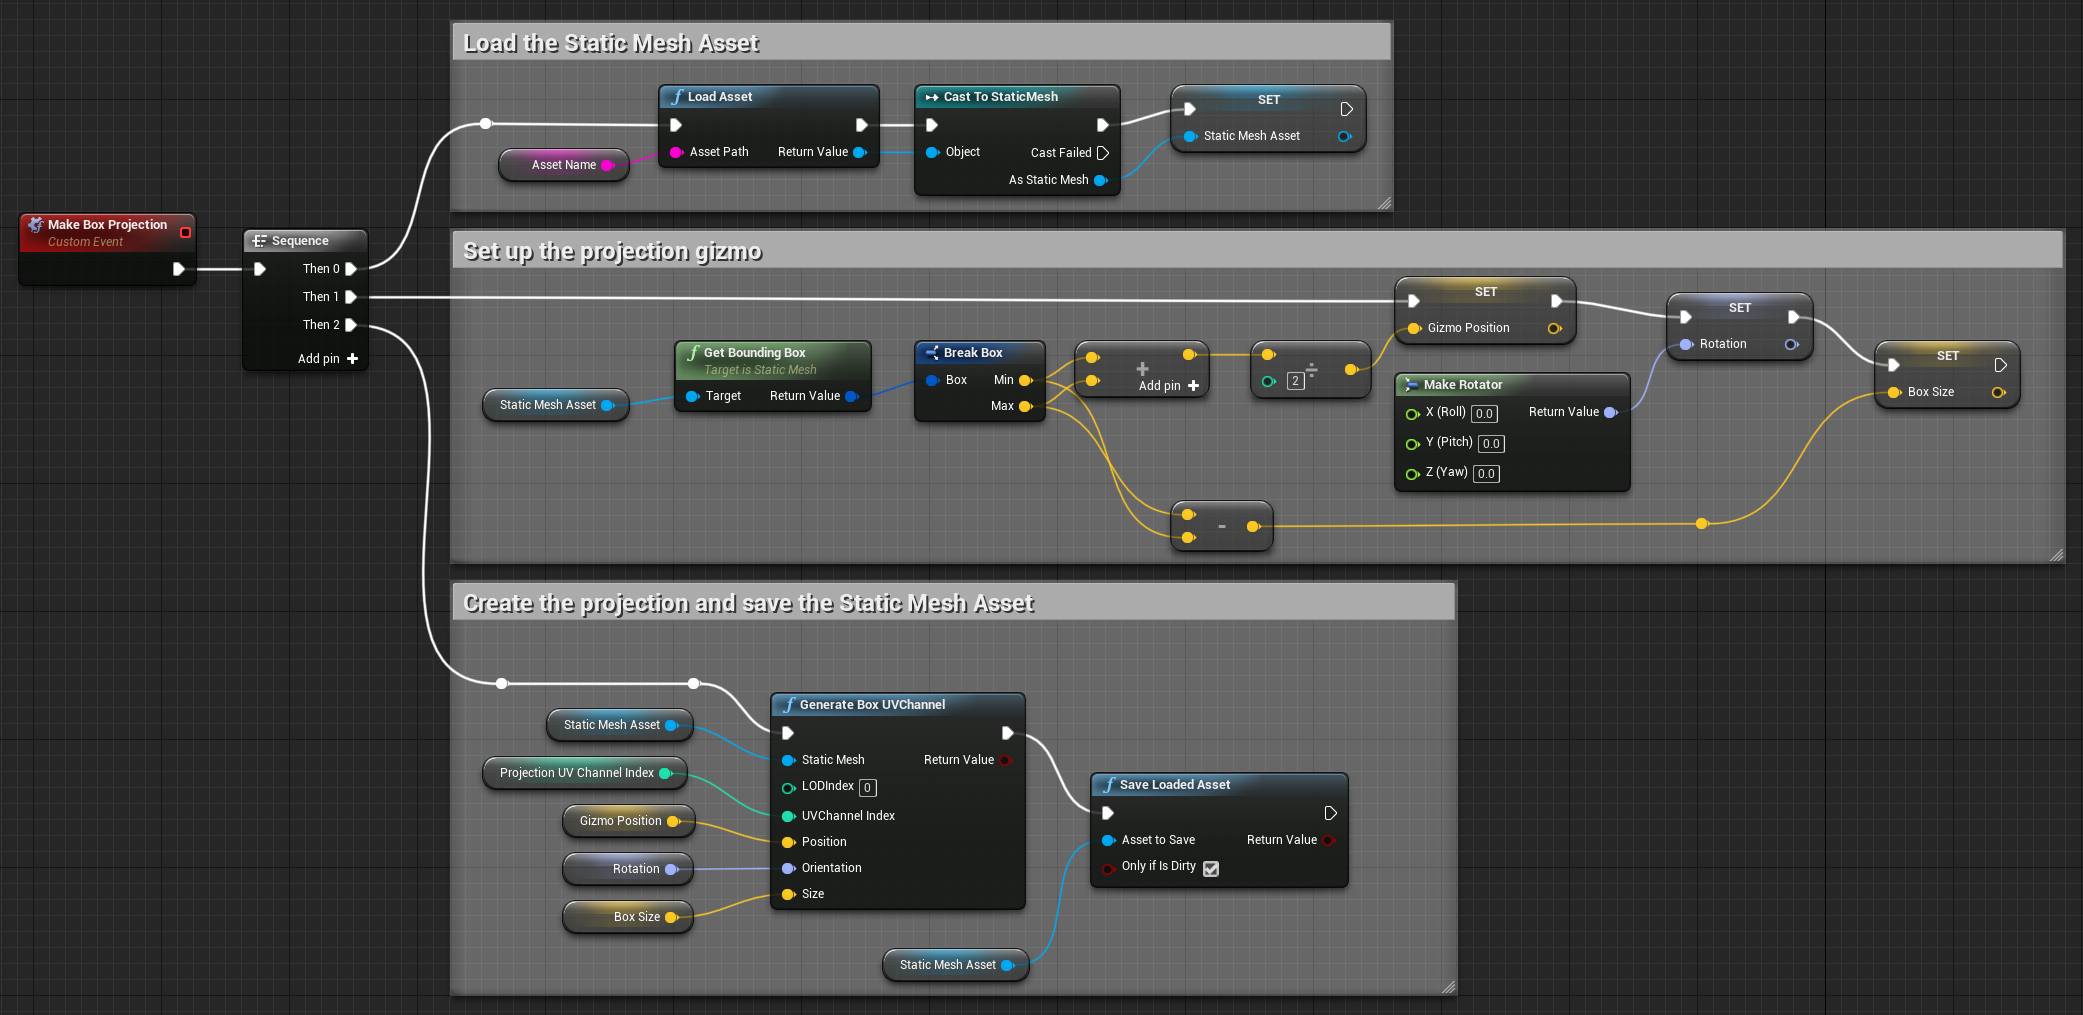 Load the Static Mesh Asset
Load Asset
Asset Path
Return Value
Asset Name
Cast To StaticMesh
Object
Cast Failed
As Static Mesh
SET
Static Mesh Asset
Make Box Projection
Custom Event
Sequence
Then 0
Then 1
Then 2
Add pin +
Set up the projection gizmo
Static Mesh Asset
Get Bounding Box
Target is Static Mesh
Target
Return Value
Break Box
Box
Min
Max
+
Add pin +
2
÷
-
SET
Gizmo Position
Make Rotator
X (Roll) 0.0
Return Value
Y (Pitch) 0.0
Z (Yaw) 0.0
SET
Rotation
SET
Box Size
Create the projection and save the Static Mesh Asset
Static Mesh Asset
Projection UV Channel Index
Gizmo Position
Rotation
Box Size
Generate Box UVChannel
Static Mesh
Return Value
LODIndex 0
UVChannel Index
Position
Orientation
Size
Static Mesh Asset
Save Loaded Asset
Asset to Save
Return Value
Only if Is Dirty